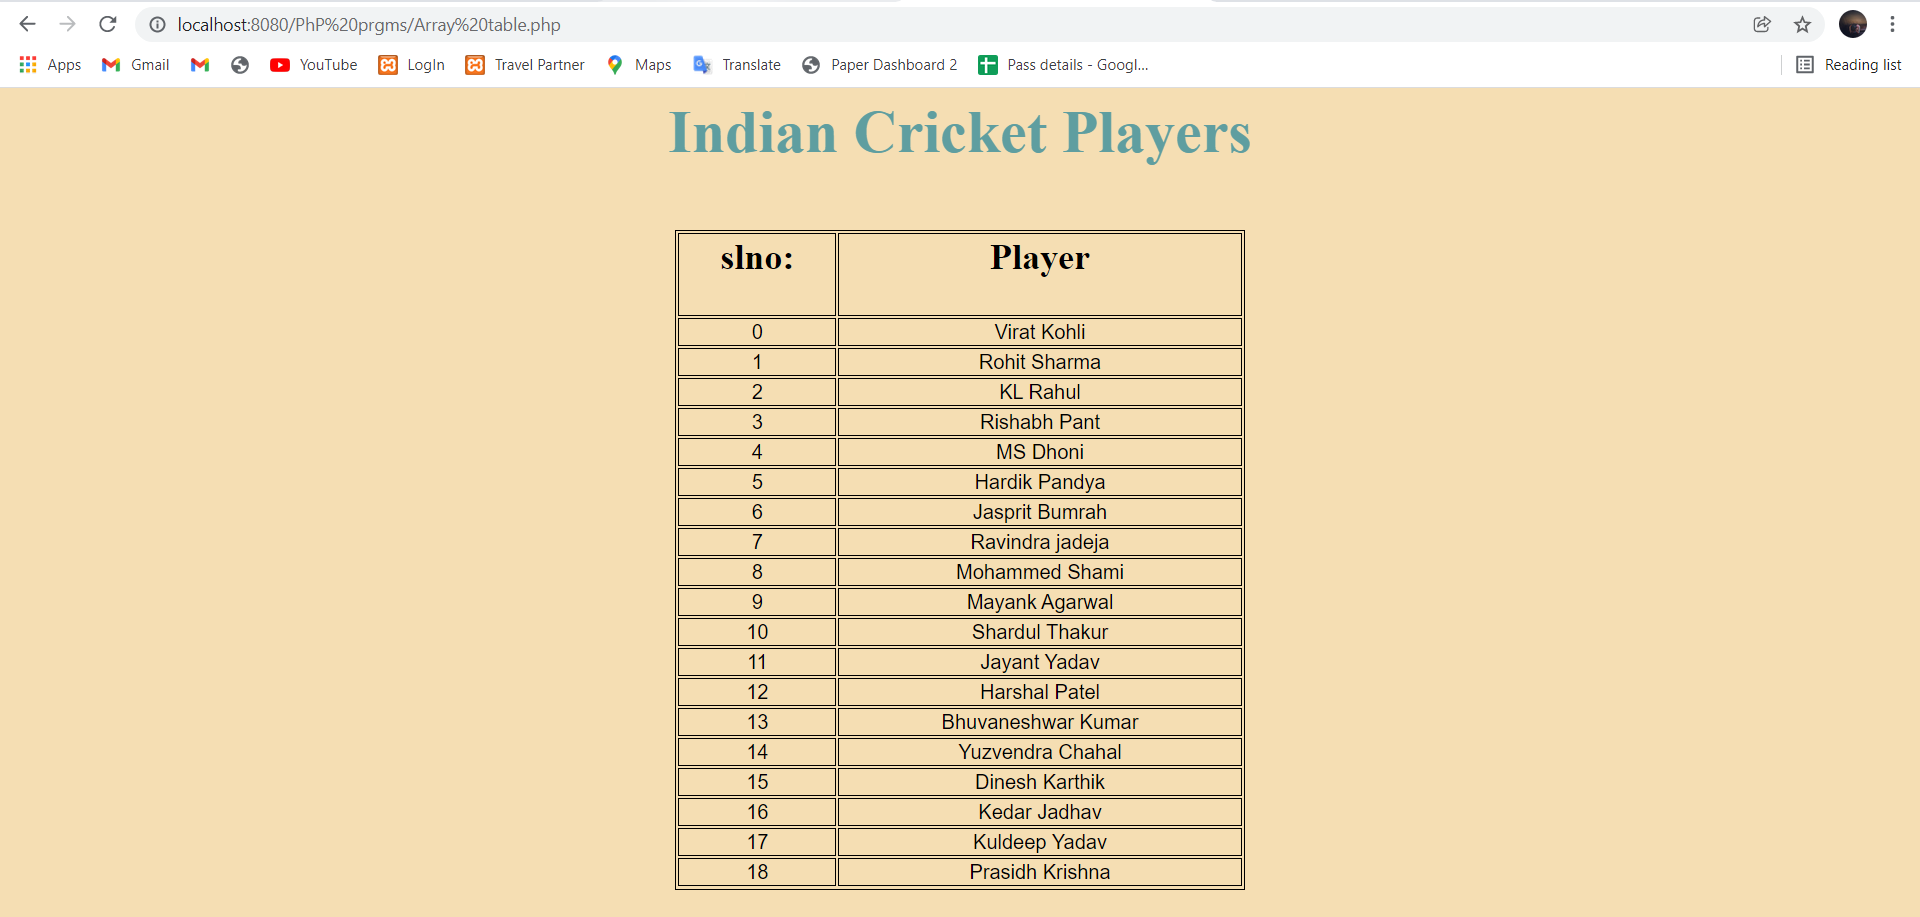 localhost:8080/PhP%20prgms/Array%20table.php
Apps Gmail YouTube LogIn Travel Partner Maps Translate Paper Dashboard 2 Pass details - Googl... Reading list
Indian Cricket Players
slno: Player
0 Virat Kohli
1 Rohit Sharma
2 KL Rahul
3 Rishabh Pant
4 MS Dhoni
5 Hardik Pandya
6 Jasprit Bumrah
7 Ravindra jadeja
8 Mohammed Shami
9 Mayank Agarwal
10 Shardul Thakur
11 Jayant Yadav
12 Harshal Patel
13 Bhuvaneshwar Kumar
14 Yuzvendra Chahal
15 Dinesh Karthik
16 Kedar Jadhav
17 Kuldeep Yadav
18 Prasidh Krishna